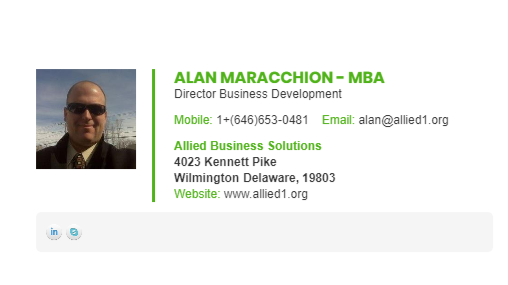 ALAN MARACCHION - MBA
Director Business Development
Mobile: 1+(646)653-0481 Email: alan@allied1.org
Allied Business Solutions
4023 Kennett Pike
Wilmington Delaware, 19803
Website: www.allied1.org
in S